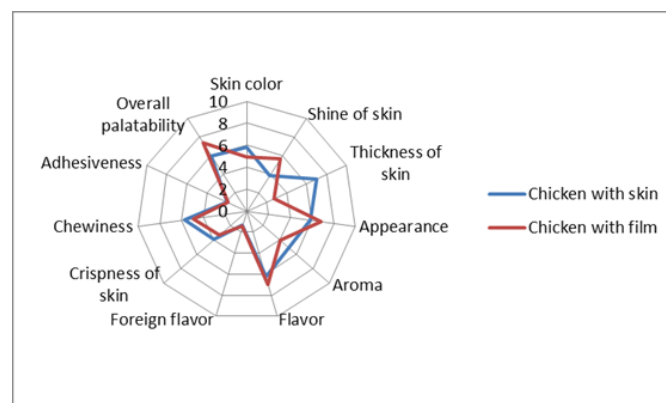 Skin color
10
8
6
4
2
0
Shine of skin
Thickness of
skin
Appearance
Aroma
Flavor
Foreign flavor
Crispness of
skin
Chewiness
Adhesiveness
Overall
palatability
Chicken with skin
Chicken with film